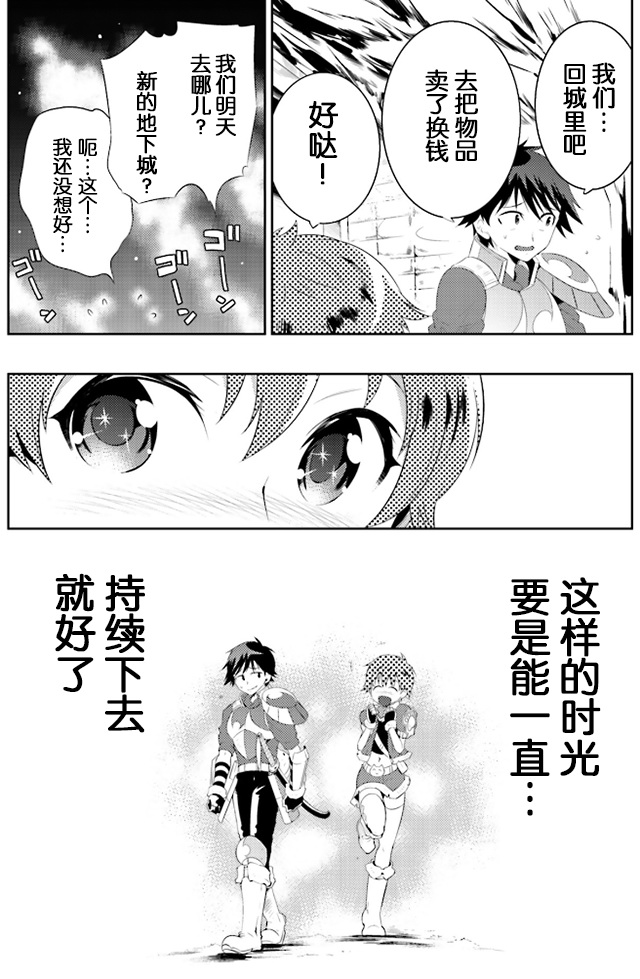 我们…
回城里吧
去把物品
卖了换钱
好哒！
我们明天
去哪儿？
新的地下城？
呃…这个…
我还没想好…
ゴーン
ゴーン
这样的时光
要是能一直…
持续下去
就好了